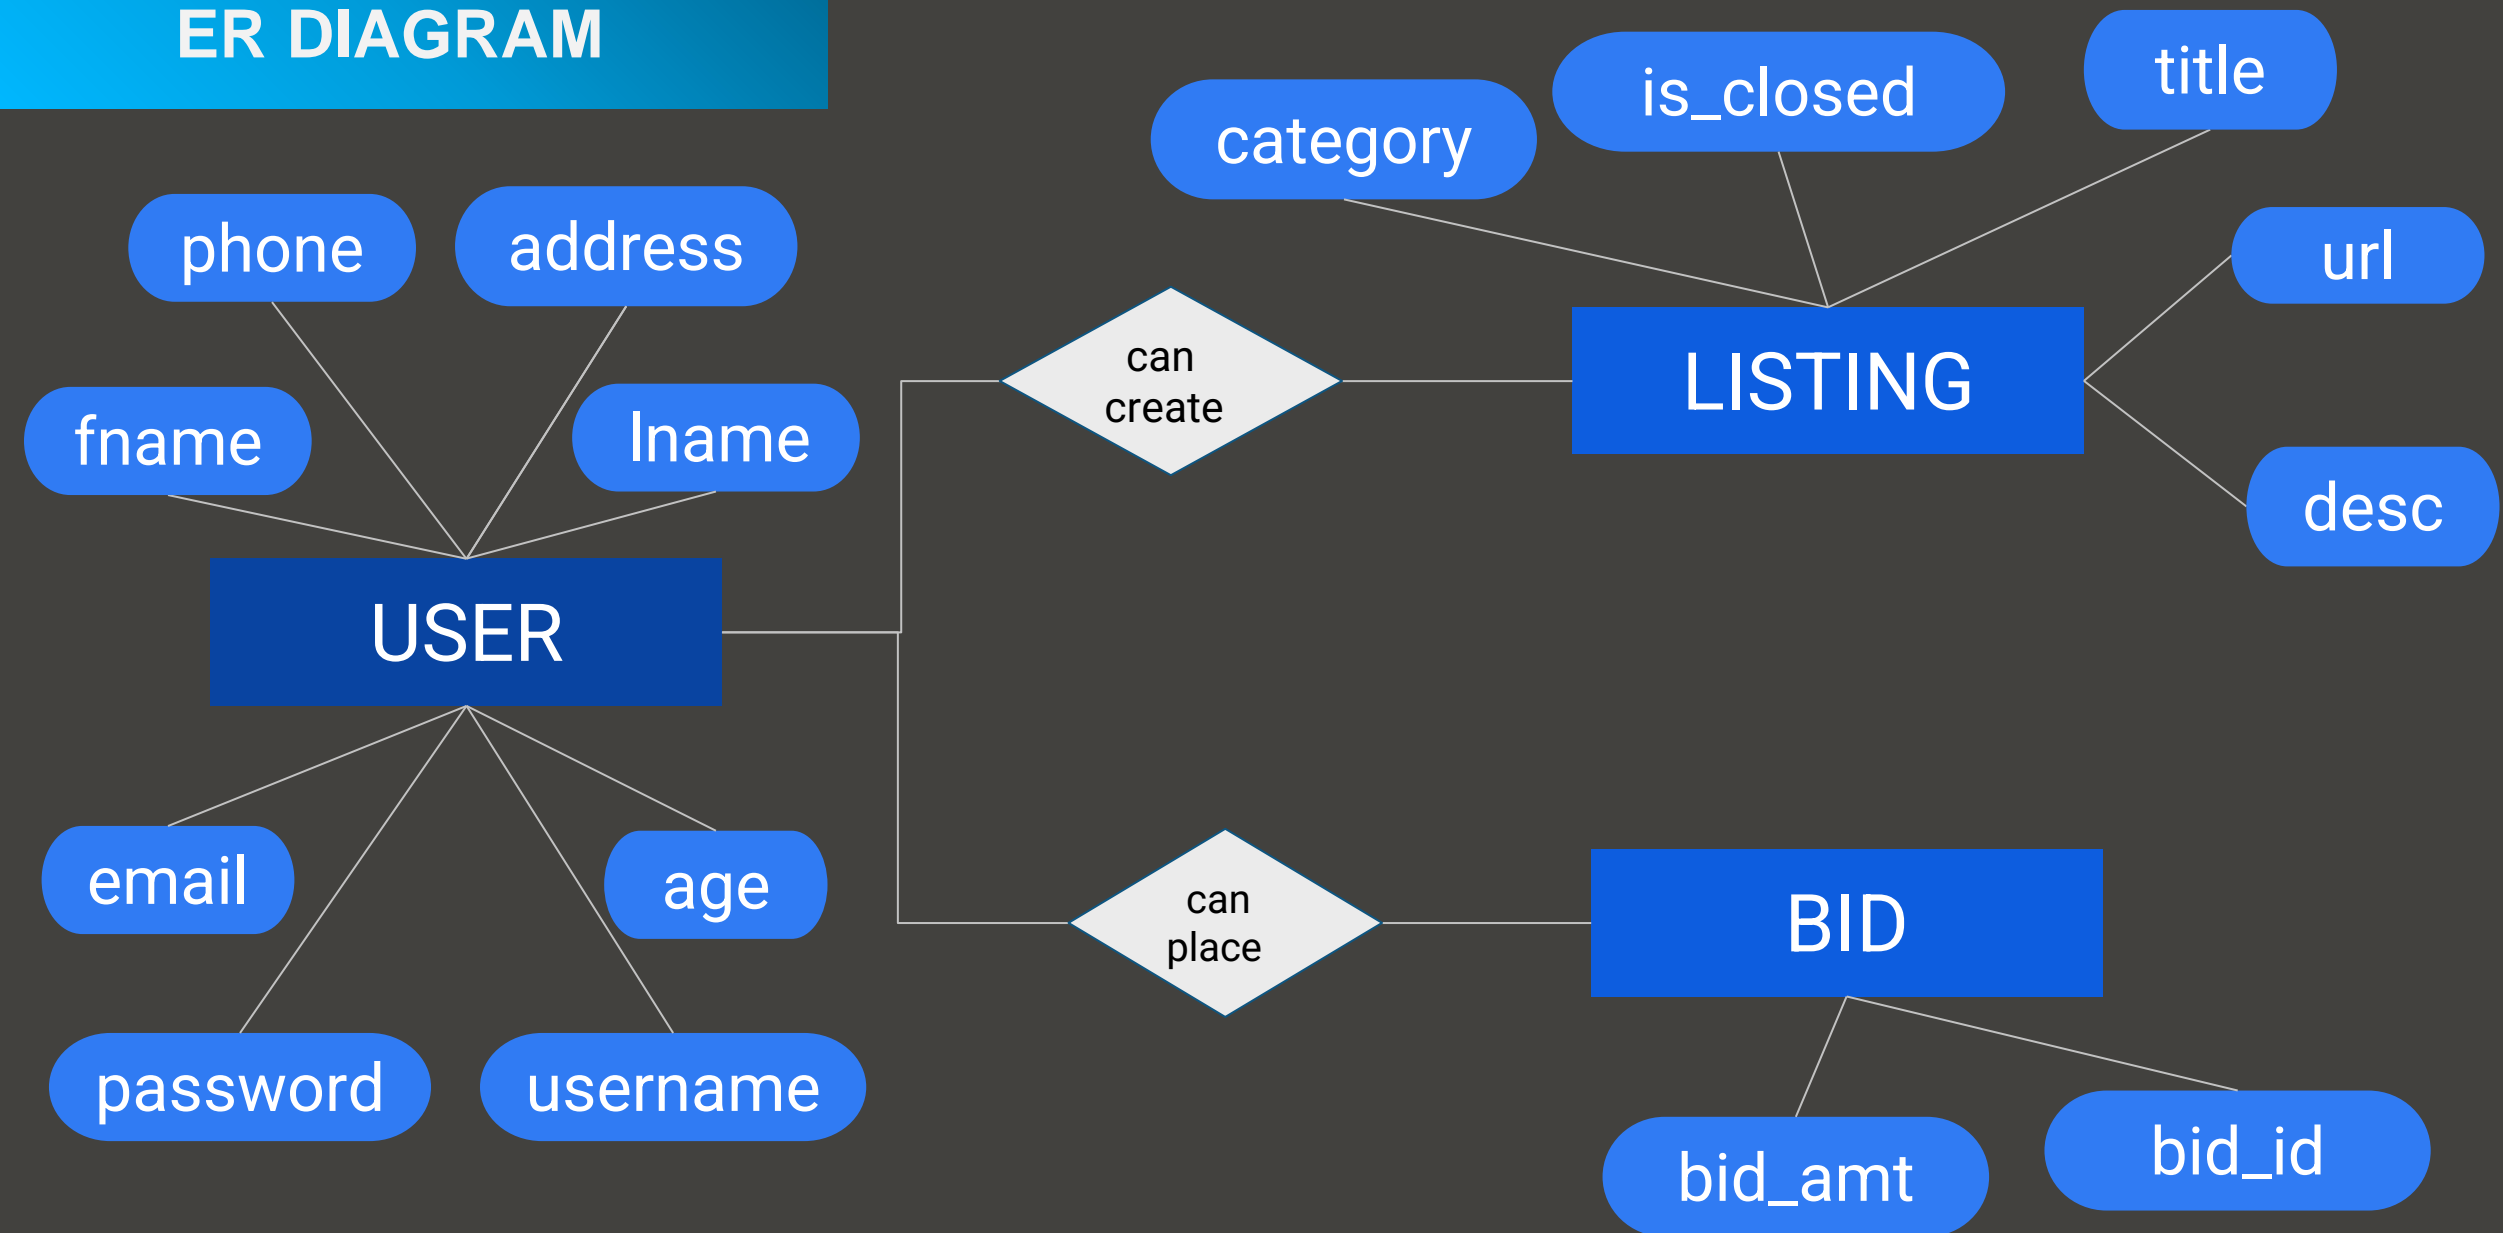 ER DIAGRAM
title
is_closed
category
phone
address
url
can
create
LISTING
fname
lname
desc
USER
email
age
can
place
BID
password
username
bid_id
bid_amt